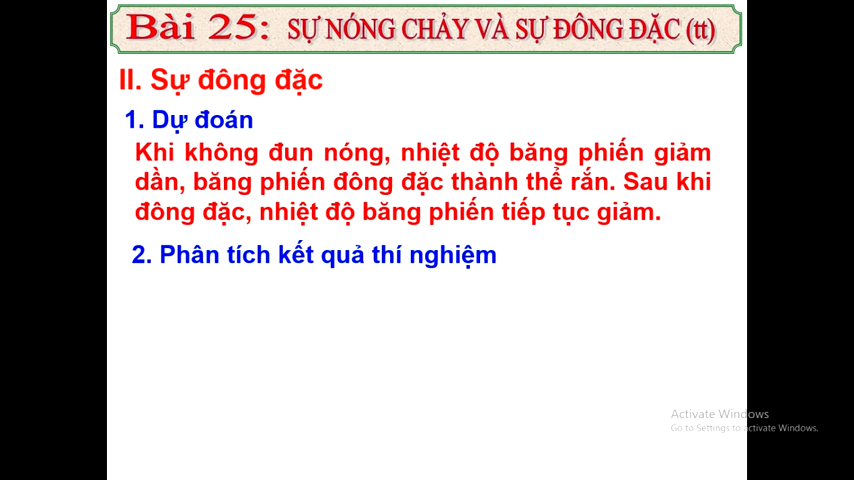 Bài 25: SỰ NÓNG CHẢY VÀ SỰ ĐÔNG ĐẶC (tt)
II. Sự đông đặc
1. Dự đoán
Khi không đun nóng, nhiệt độ băng phiến giảm
dần, băng phiến đông đặc thành thể rắn. Sau khi
đông đặc, nhiệt độ băng phiến tiếp tục giảm.
2. Phân tích kết quả thí nghiệm
Activate Windows
Go to Settings to activate Windows.